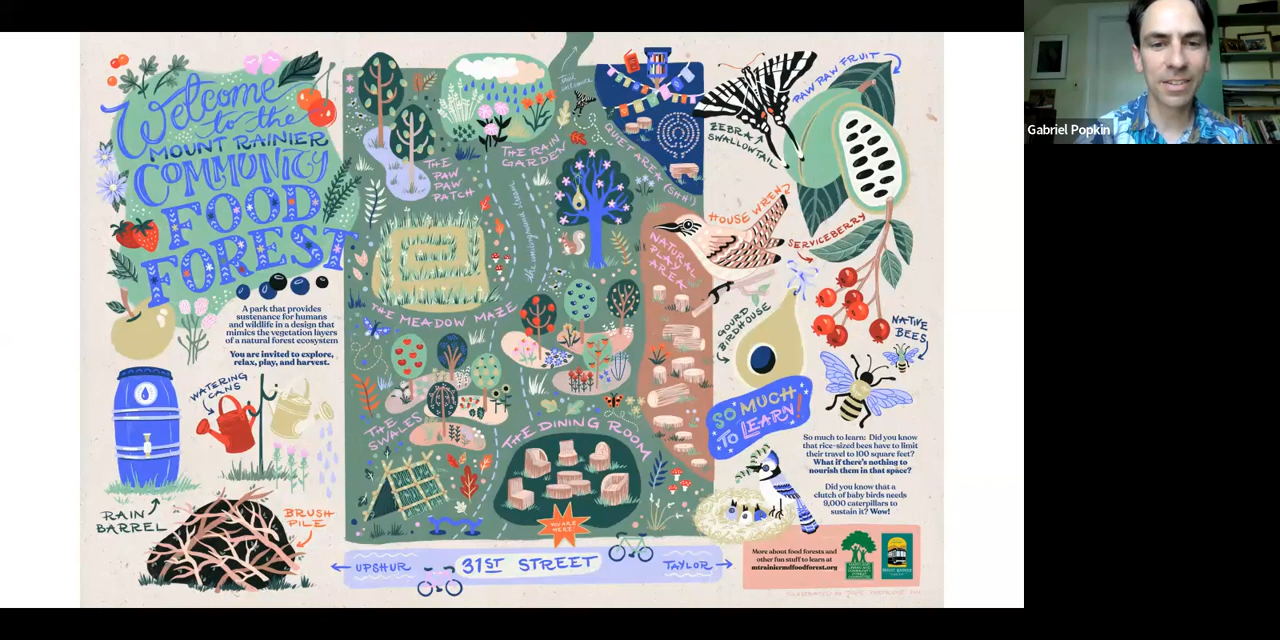 Welcome
to the
MOUNT RAINIER
COMMUNITY
FOOD
FOREST
A park that provides
sustenance for humans
and wildlife in a design that
mimics the vegetation layers
of a natural forest ecosystem
You are invited to explore,
relax, play, and harvest.
WATERING
CANS
RAIN
BARREL
BRUSH
PILE
THE
PAW
PAW
PATCH
THE RAIN
GARDEN
QUIET AREA (SHH!)
the underground stream
THE MEADOW MAZE
NATURAL
PLAY
AREA
THE
SWALES
THE DINING ROOM
YOU ARE
HERE!
UPSHUR
31ST STREET
TAYLOR
PAW PAW FRUIT
ZEBRA
SWALLOWTAIL
HOUSE WREN
SERVICEBERRY
GOURD
BIRDHOUSE
NATIVE
BEES
SO MUCH
TO LEARN!
So much to learn: Did you know
that rice-sized bees have to limit
their travel to 100 square feet?
What if there's nothing to
nourish them in that space?
Did you know that a
clutch of baby birds needs
9,000 caterpillars to
sustain it? Wow!
More about food forests and
other fun stuff to learn at
mtrainiermdfoodforest.org
Gabriel Popkin